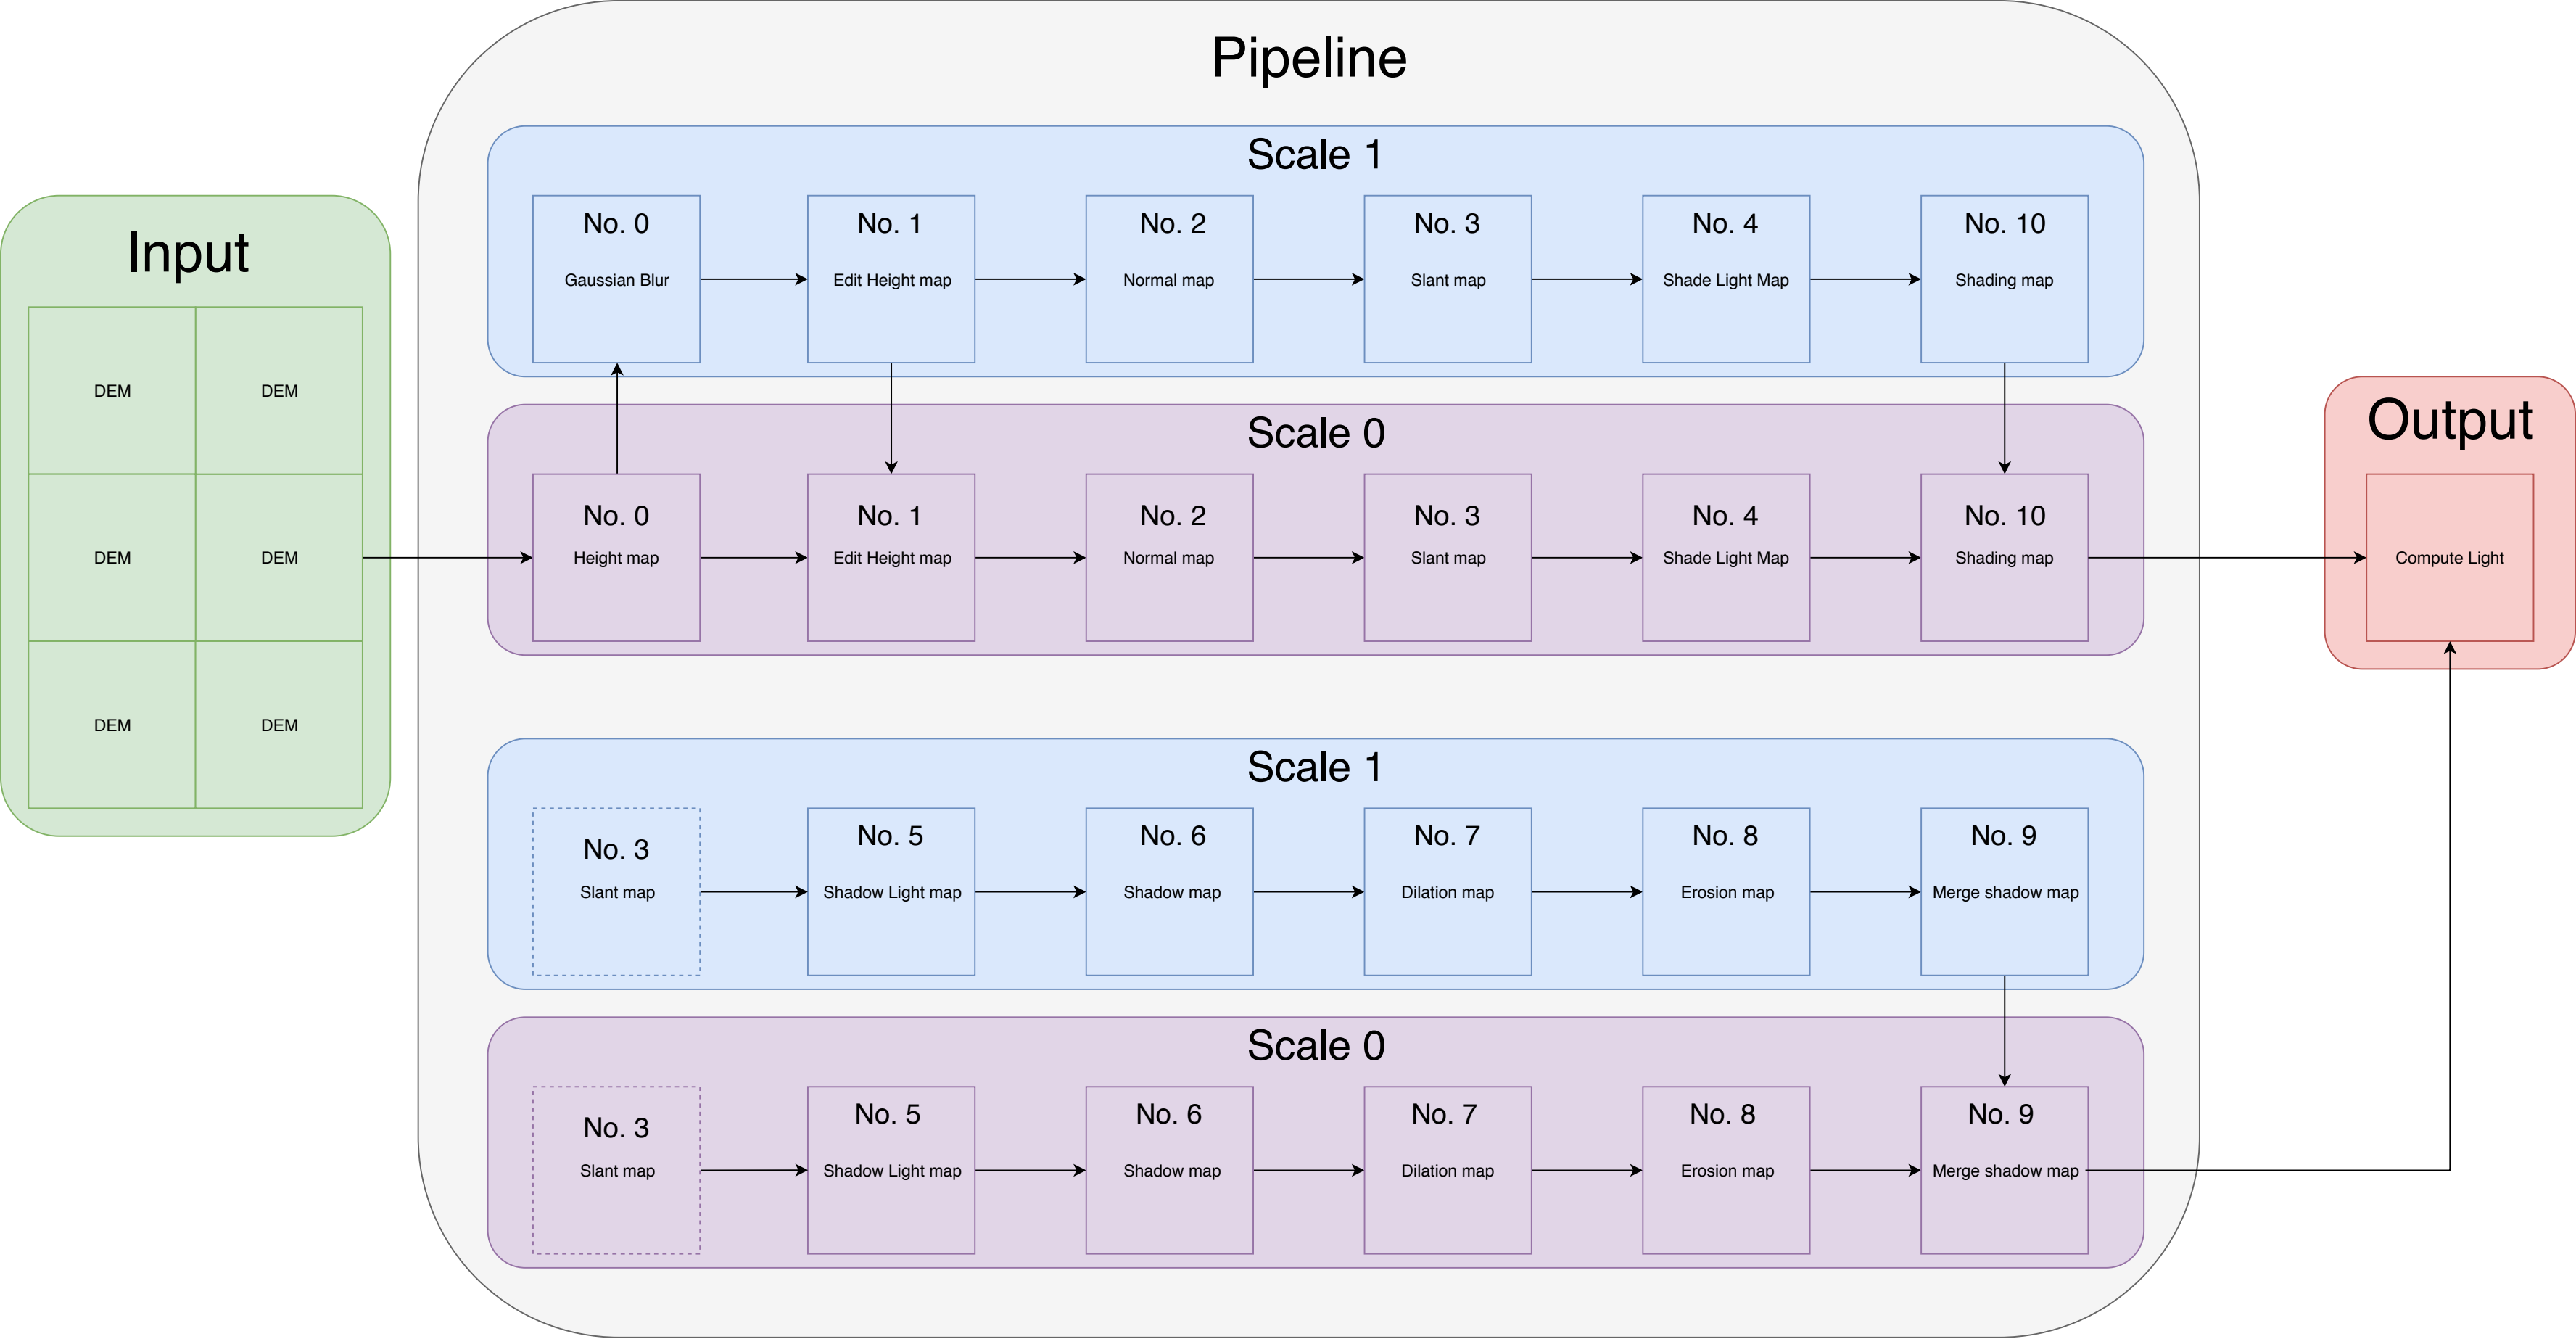 Pipeline
Input
DEM DEM
DEM DEM
DEM DEM
Scale 1
No. 0 No. 1 No. 2 No. 3 No. 4 No. 10
Gaussian Blur Edit Height map Normal map Slant map Shade Light Map Shading map
Scale 0
No. 0 No. 1 No. 2 No. 3 No. 4 No. 10
Height map Edit Height map Normal map Slant map Shade Light Map Shading map
Scale 1
No. 3 No. 5 No. 6 No. 7 No. 8 No. 9
Slant map Shadow Light map Shadow map Dilation map Erosion map Merge shadow map
Scale 0
No. 3 No. 5 No. 6 No. 7 No. 8 No. 9
Slant map Shadow Light map Shadow map Dilation map Erosion map Merge shadow map
Output
Compute Light